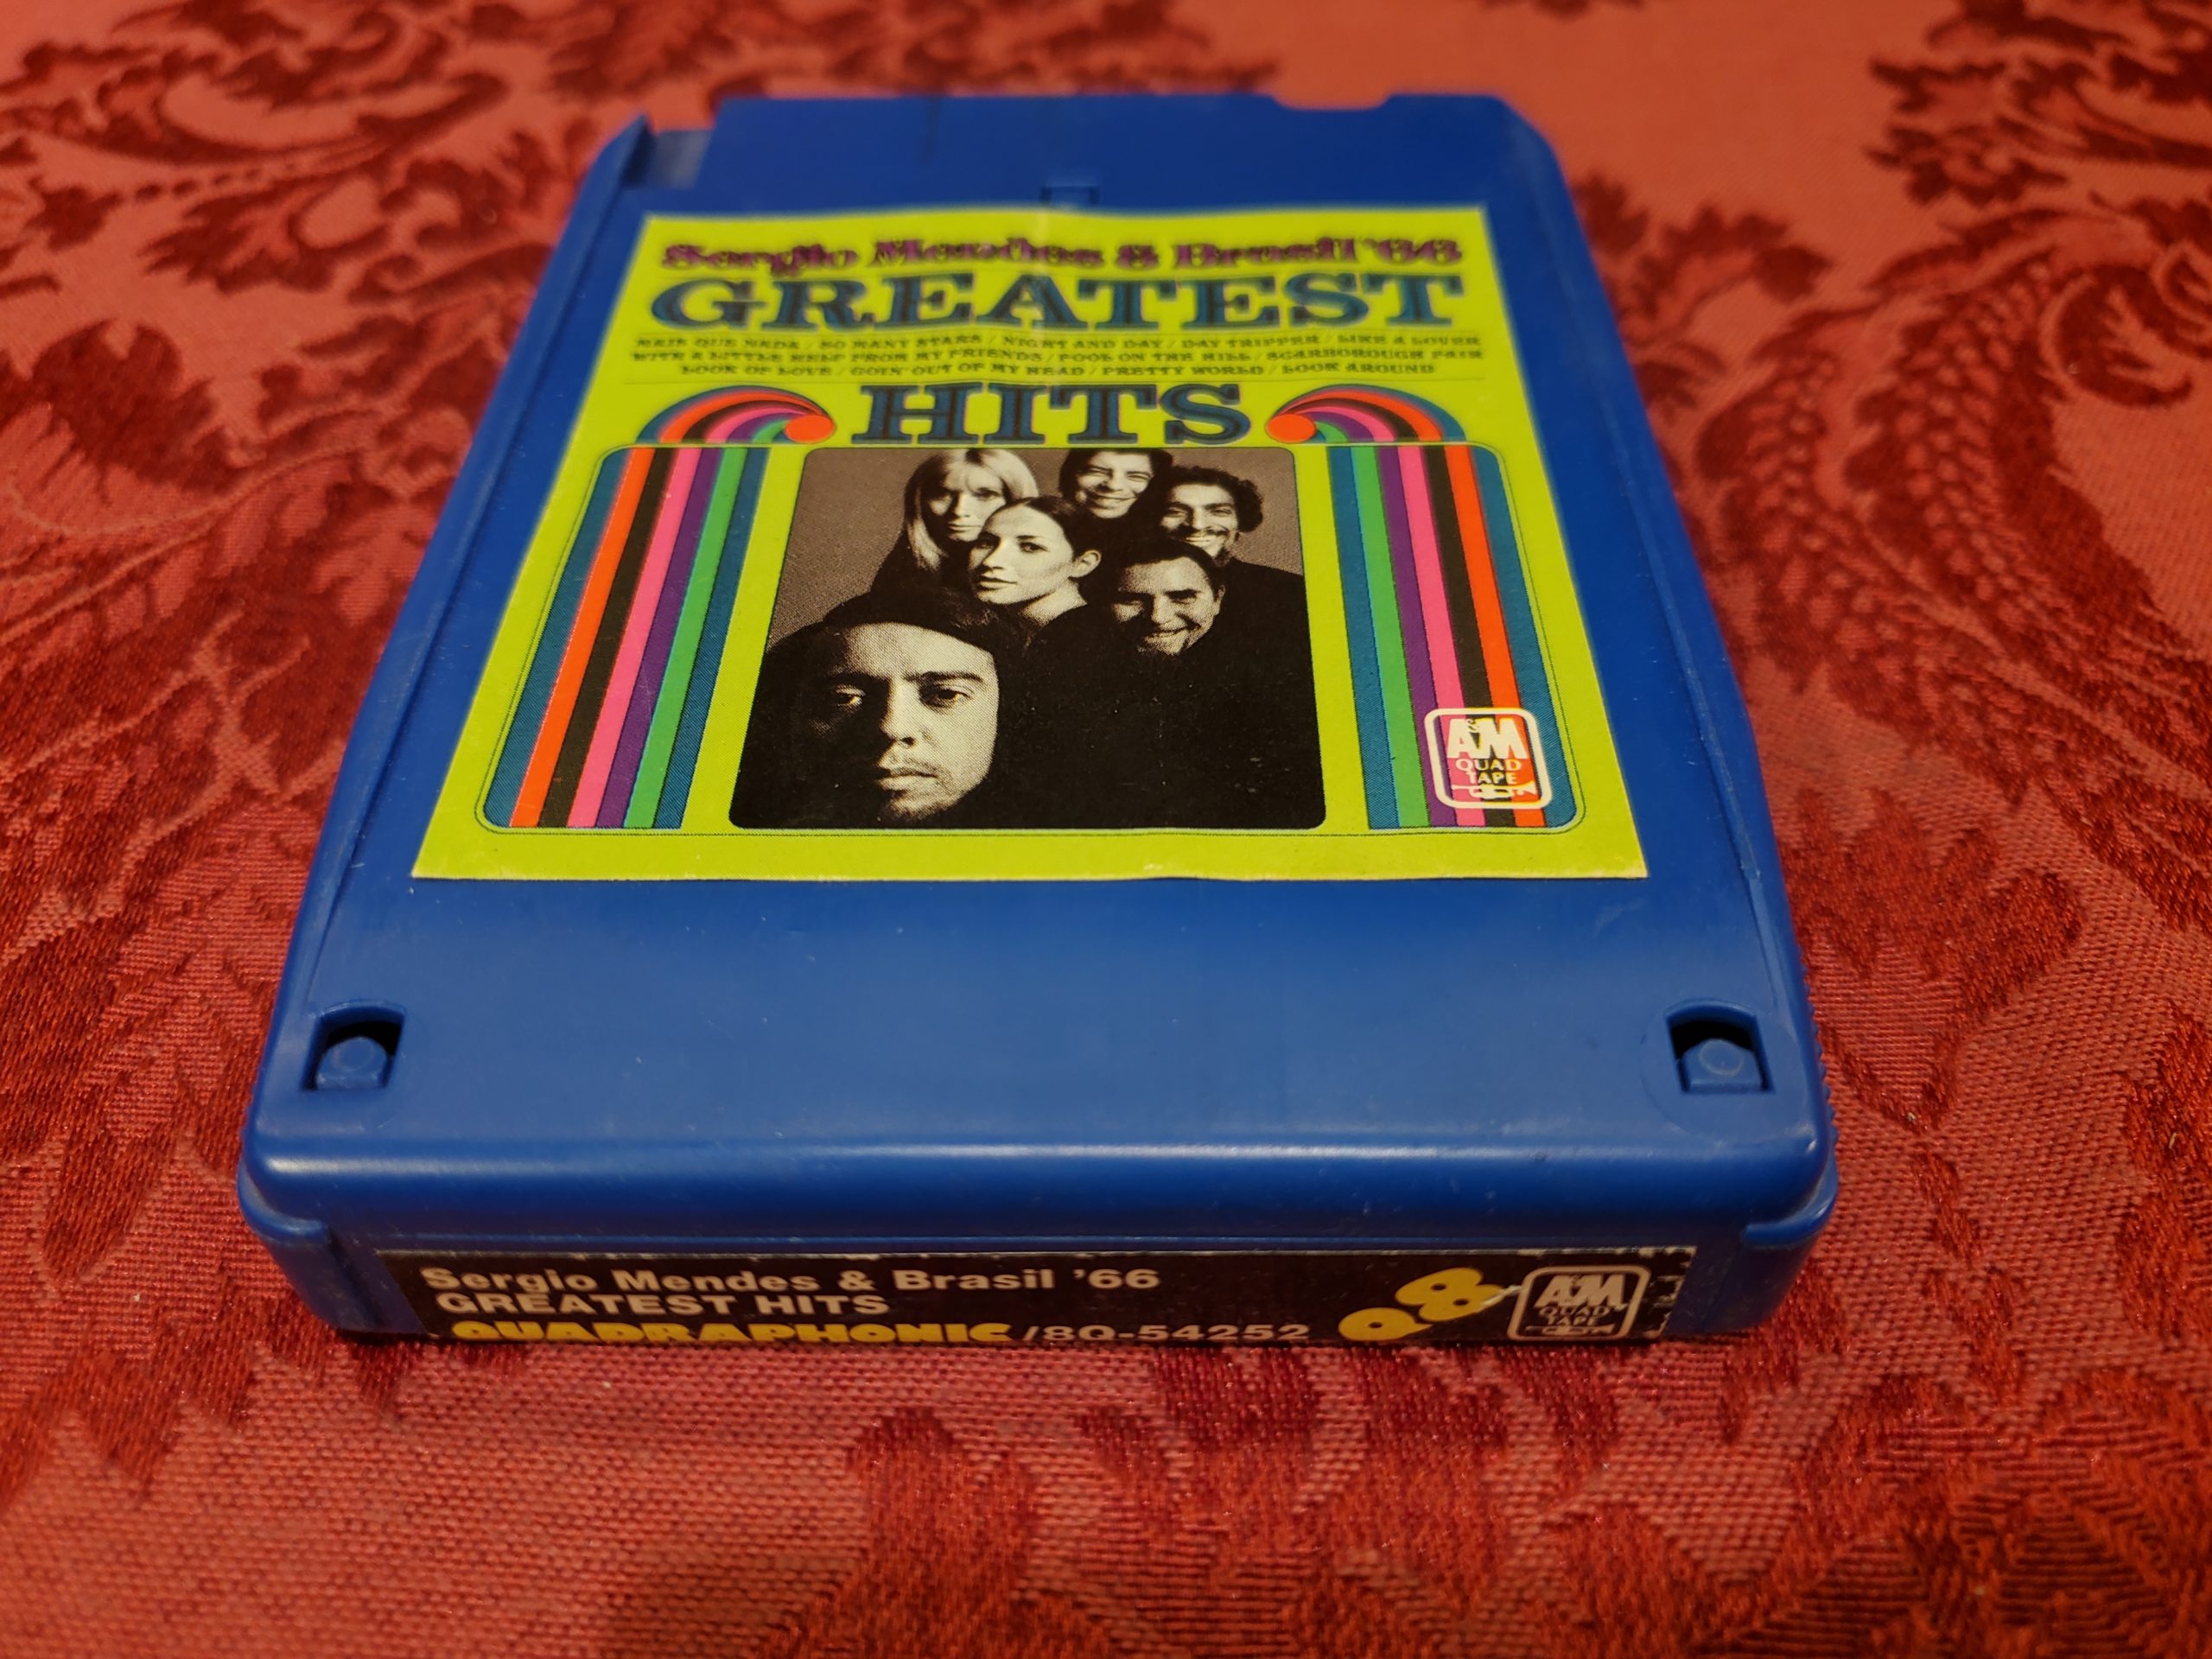 Sergio Mendes & Brasil '66
GREATEST
MAIS QUE NADA / SO MANY STARS / NIGHT AND DAY / DAY TRIPPER / LIKE A LOVER
WITH A LITTLE HELP FROM MY FRIENDS / FOOL ON THE HILL / SCARBOROUGH FAIR
LOOK OF LOVE / GOIN' OUT OF MY HEAD / PRETTY WORLD / LOOK AROUND
HITS
A&M
QUAD
TAPE
Sergio Mendes & Brasil '66
GREATEST HITS
QUADRAPHONIC /8Q-54252
Q8
A&M
QUAD
TAPE